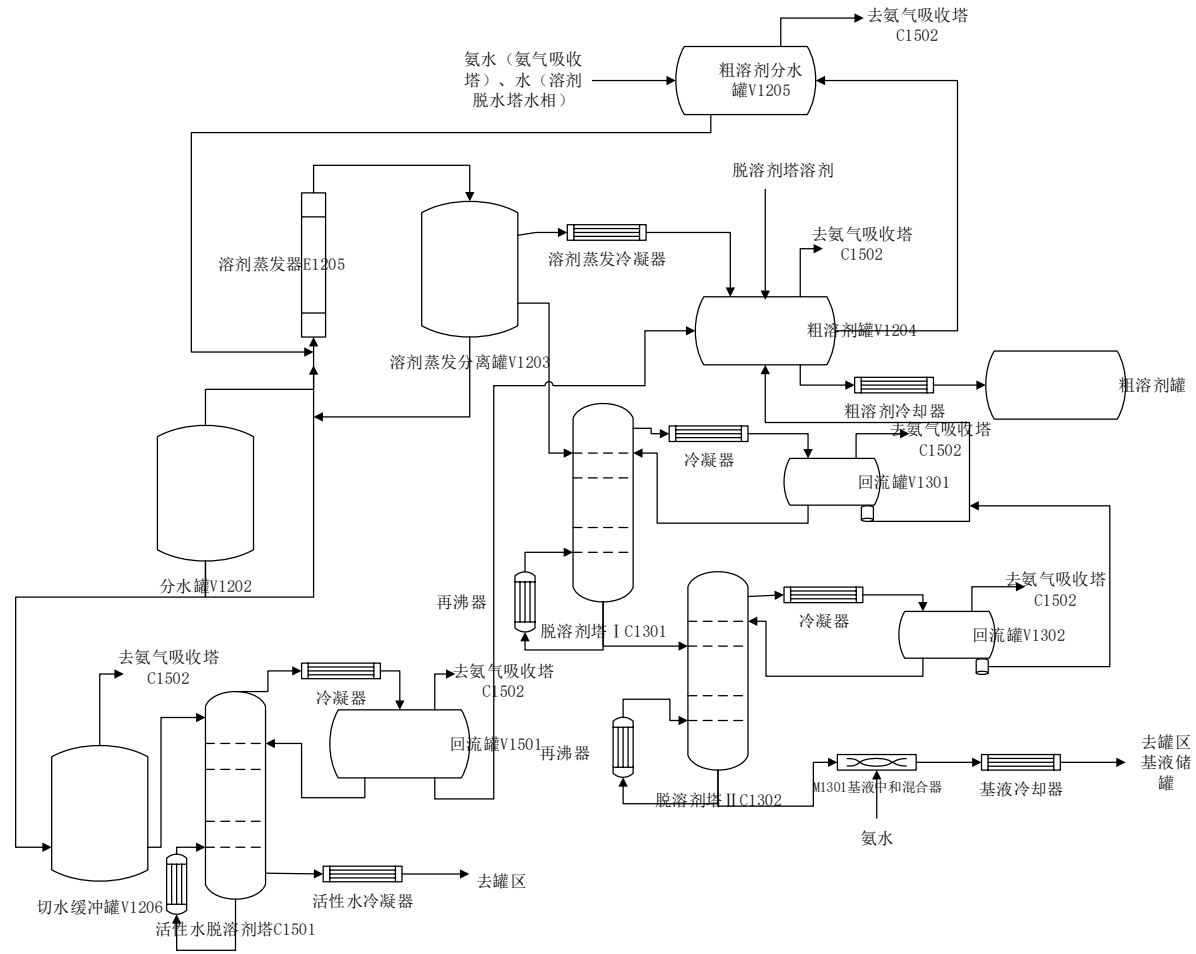 去氨气吸收塔
C1502
氨水（氨气吸收
塔）、水（溶剂
脱水塔水相）
粗溶剂分水
罐V1205
脱溶剂塔溶剂
去氨气吸收塔
C1502
溶剂蒸发器E1205
溶剂蒸发冷凝器
粗溶剂罐V1204
溶剂蒸发分离罐V1203
粗溶剂罐
粗溶剂冷却器
去氨气吸收塔
C1502
冷凝器
回流罐V1301
分水罐V1202
再沸器
脱溶剂塔ⅠC1301
去氨气吸收塔
C1502
冷凝器
回流罐V1302
去氨气吸收塔
C1502
冷凝器
去氨气吸收塔
C1502
回流罐V1501
再沸器
去罐区
基液储
罐
M1301基液中和混合器
基液冷却器
脱溶剂塔ⅡC1302
氨水
去罐区
活性水冷凝器
切水缓冲罐V1206
活性水脱溶剂塔C1501